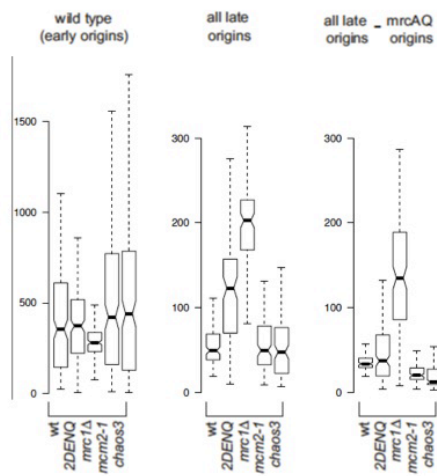 wild type
(early origins)
all late
origins
all late - mrcAQ
origins origins
1500
1000
500
0
300
200
100
0
300
200
100
0
wt
2DENQ
mrc1Δ
mcm2-1
chaos3
wt
2DENQ
mrc1Δ
mcm2-1
chaos3
wt
2DENQ
mrc1Δ
mcm2-1
chaos3